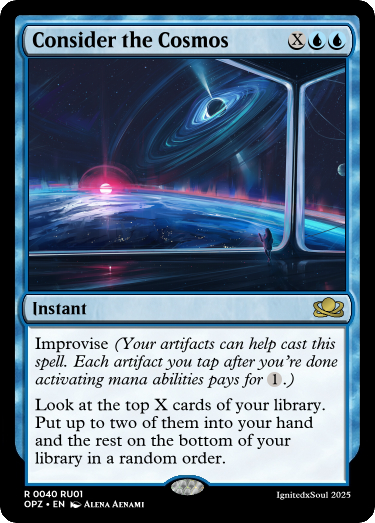 Consider the Cosmos X
Instant
Improvise (Your artifacts can help cast this
spell. Each artifact you tap after you're done
activating mana abilities pays for 1.)
Look at the top X cards of your library.
Put up to two of them into your hand
and the rest on the bottom of your
library in a random order.
R 0040 RU01
OPZ • EN Alena Aenami
IgnitedxSoul 2025